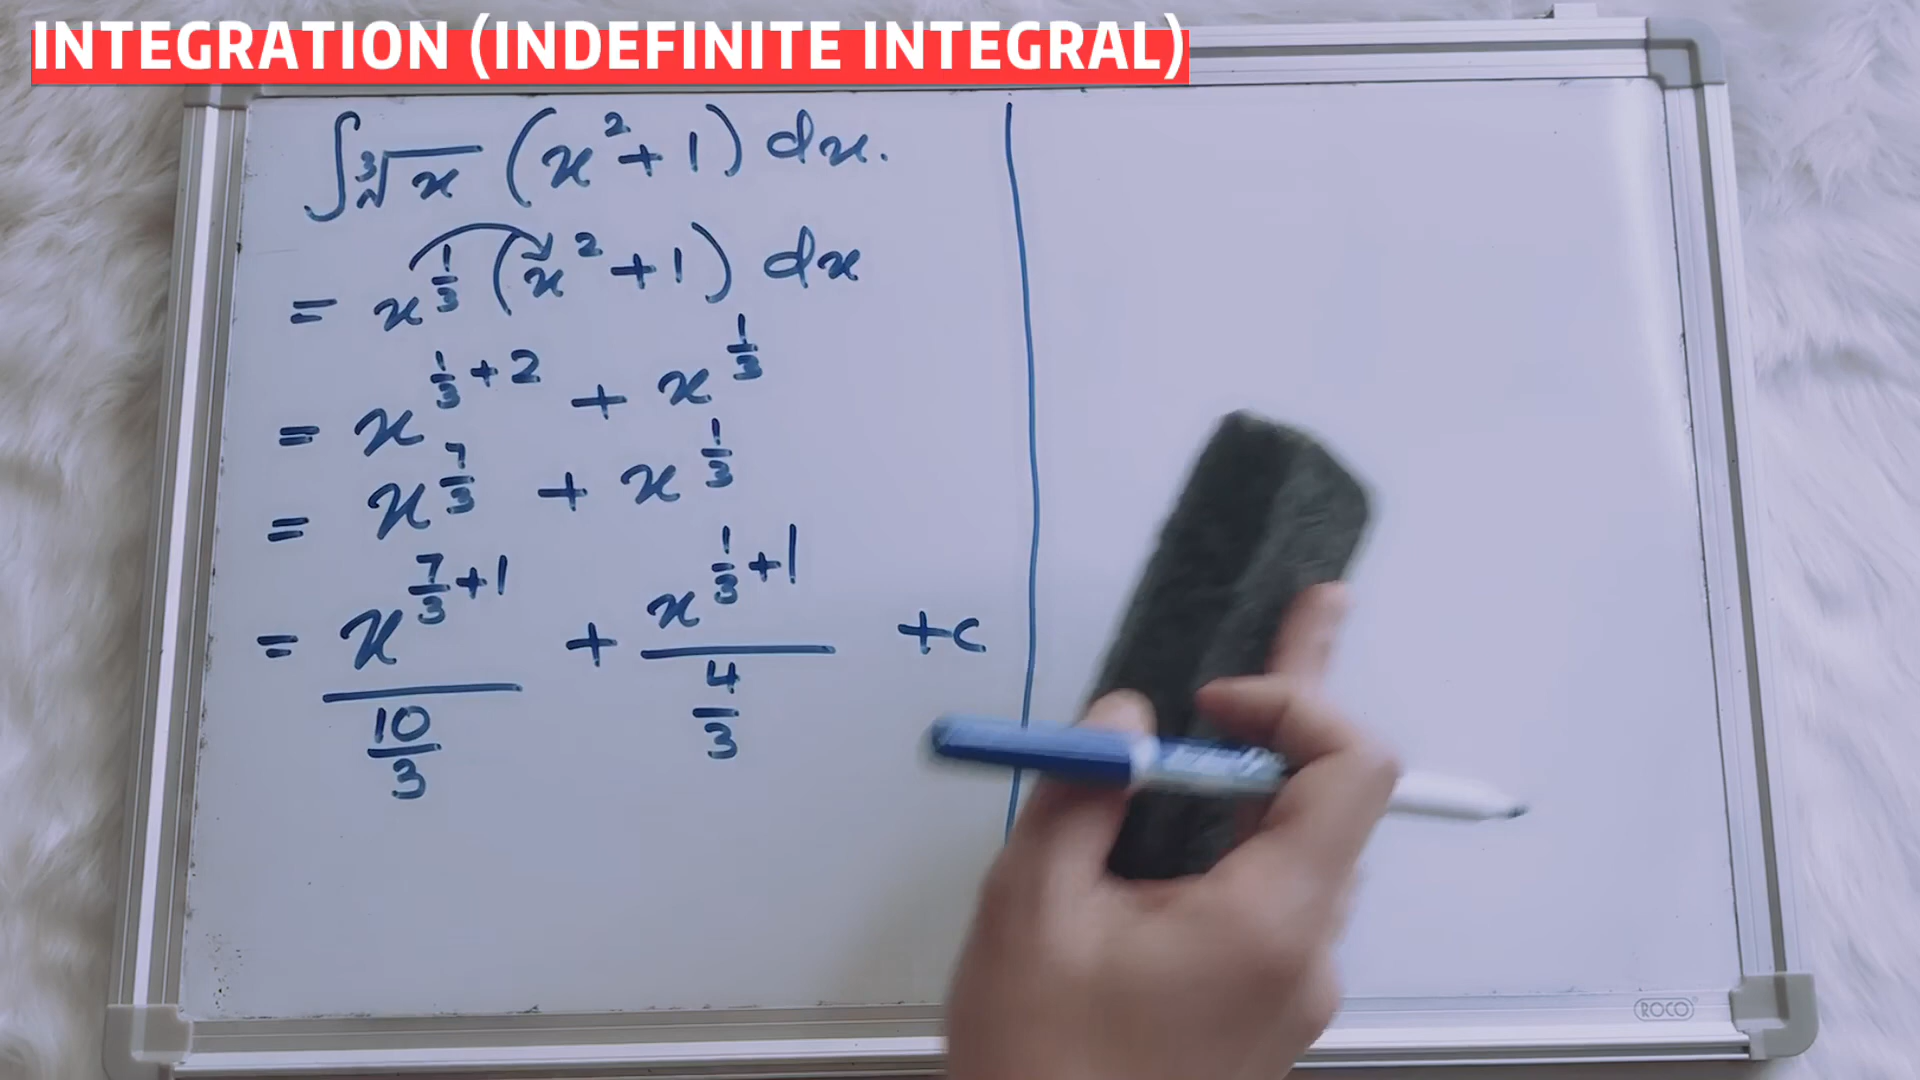 INTEGRATION (INDEFINITE INTEGRAL)
∫∛x (x² + 1) dx.
= x^(1/3) (x² + 1) dx
= x^(1/3 + 2) + x^(1/3)
= x^(7/3) + x^(1/3)
= x^(7/3 + 1) / (10/3) + x^(1/3 + 1) / (4/3) + c
ROCO